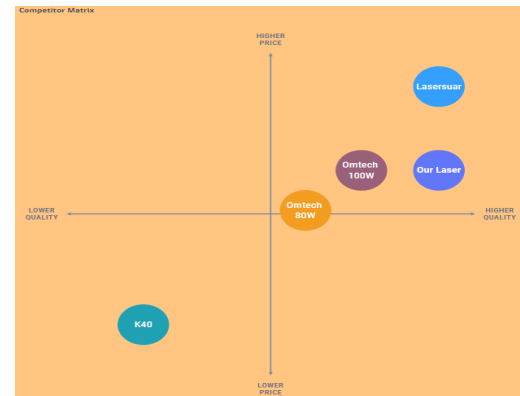 Competitor Matrix
HIGHER
PRICE
Lasersuar
Omtech
100W
Our Laser
Omtech
80W
LOWER
QUALITY
HIGHER
QUALITY
K40
LOWER
PRICE